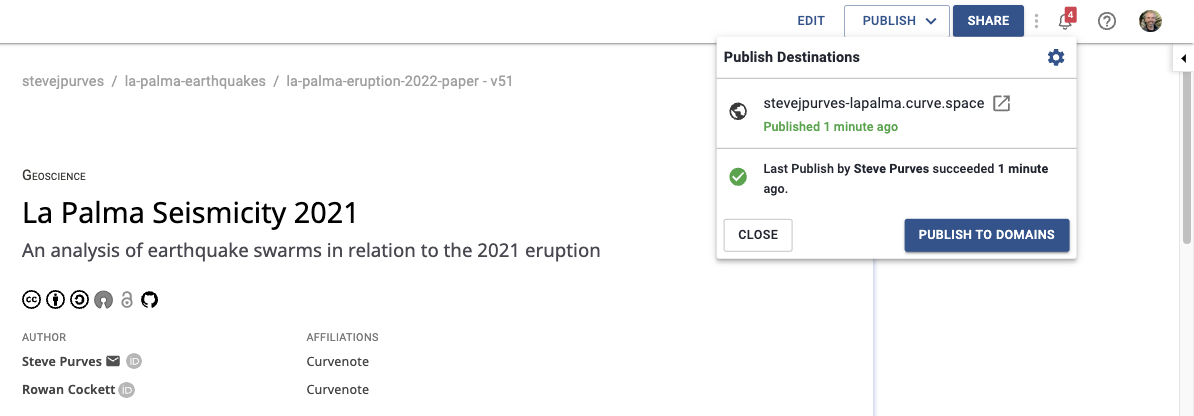 EDIT
PUBLISH
SHARE
4
Publish Destinations
stevejpurves / la-palma-earthquakes / la-palma-eruption-2022-paper - v51
stevejpurves-lapalma.curve.space
Published 1 minute ago
Last Publish by Steve Purves succeeded 1 minute
ago.
CLOSE
PUBLISH TO DOMAINS
Geoscience
La Palma Seismicity 2021
An analysis of earthquake swarms in relation to the 2021 eruption
cc
AUTHOR
AFFILIATIONS
Steve Purves iD
Curvenote
Rowan Cockett iD
Curvenote